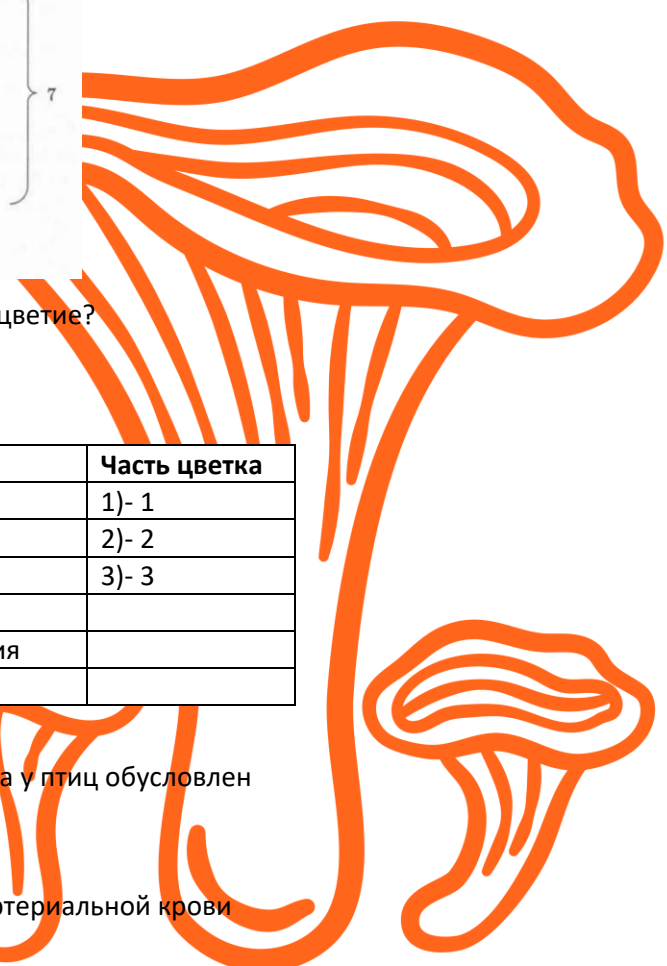 7
цветие?
Часть цветка
1)- 1
2)- 2
3)- 3
ия
а у птиц обусловлен
ртериальной крови